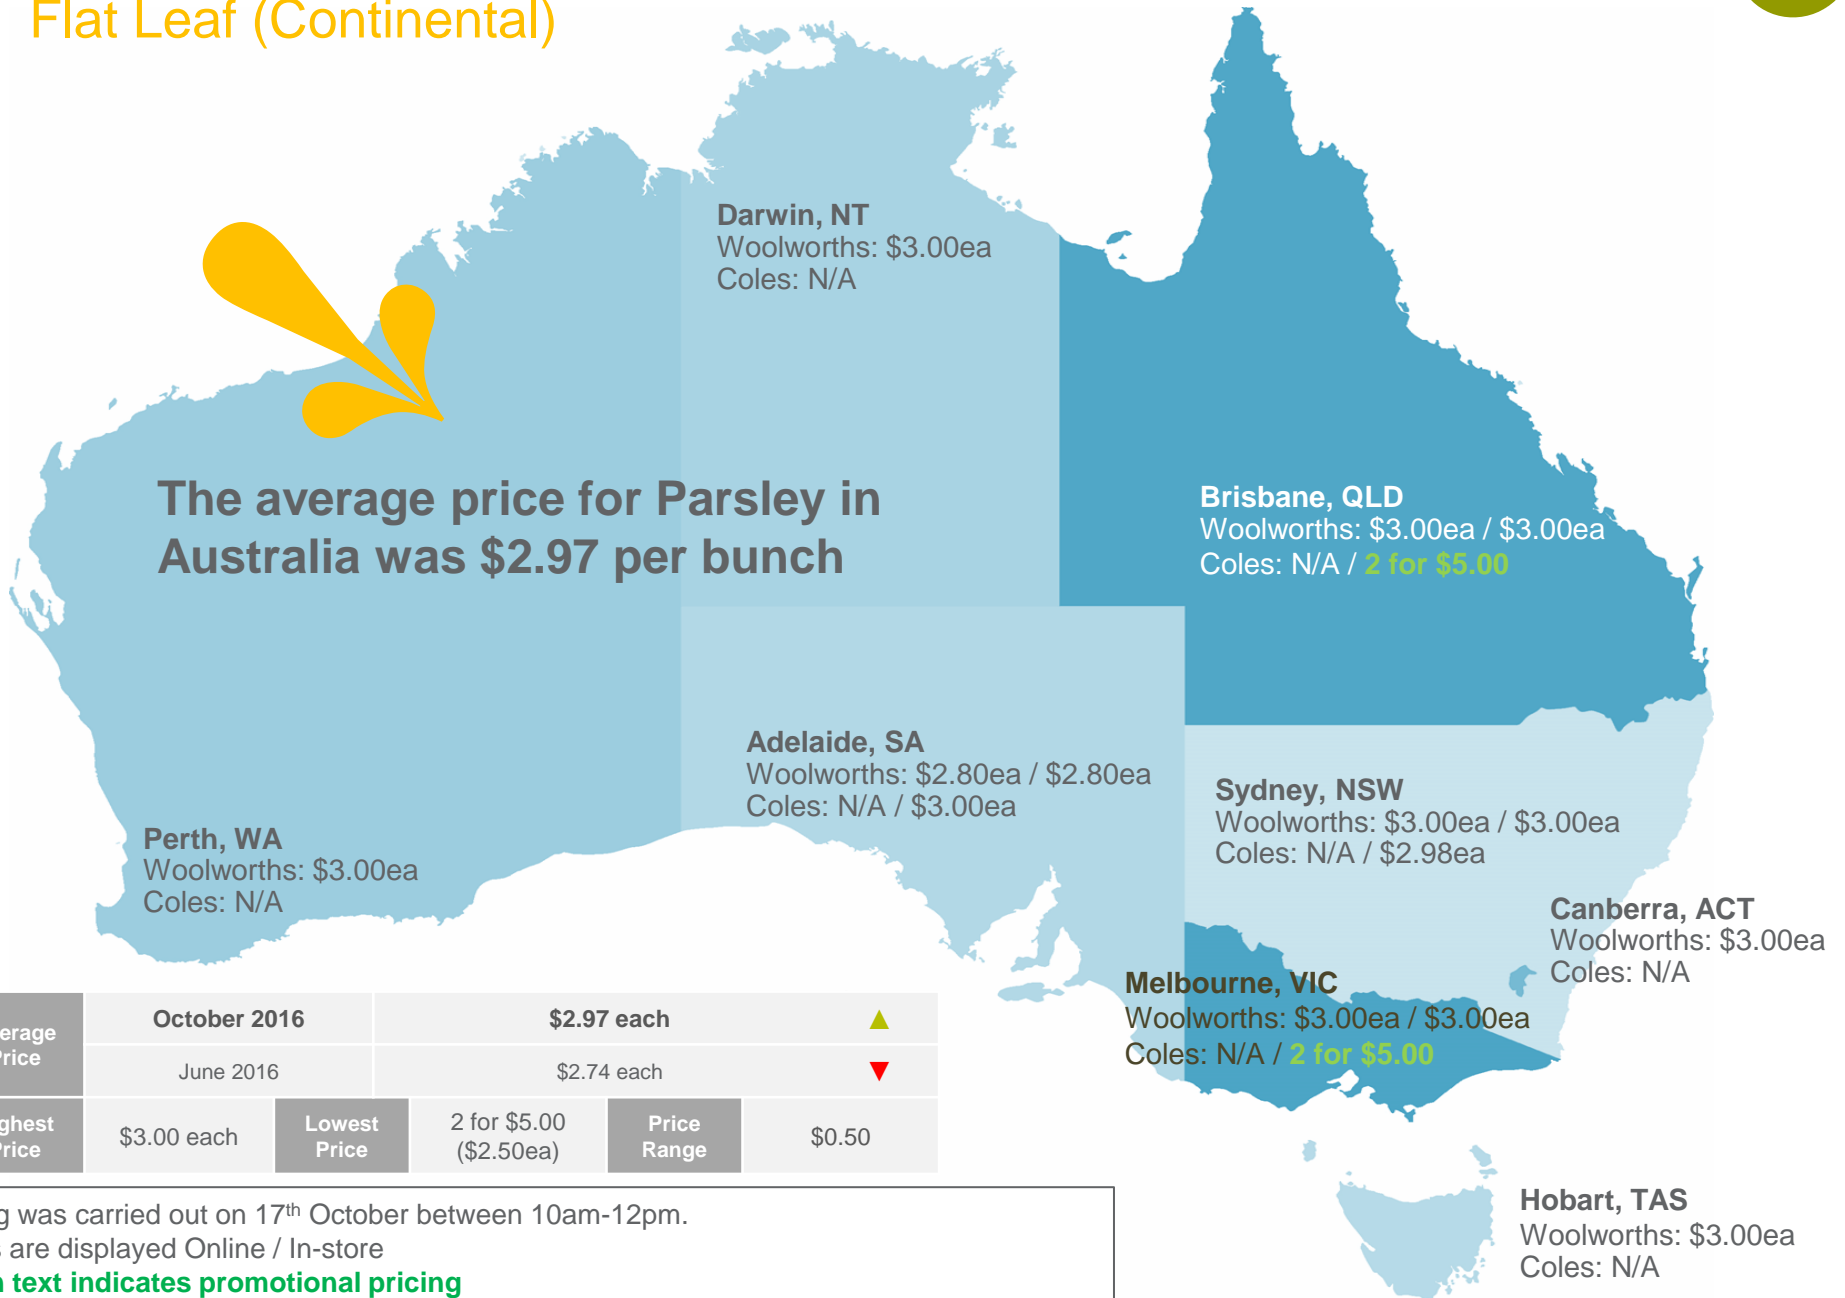 Flat Leaf (Continental)
Darwin, NT
Woolworths: $3.00ea
Coles: N/A
The average price for Parsley in
Australia was $2.97 per bunch
Brisbane, QLD
Woolworths: $3.00ea / $3.00ea
Coles: N/A / 2 for $5.00
Adelaide, SA
Woolworths: $2.80ea / $2.80ea
Coles: N/A / $3.00ea
Sydney, NSW
Woolworths: $3.00ea / $3.00ea
Coles: N/A / $2.98ea
Perth, WA
Woolworths: $3.00ea
Coles: N/A
Canberra, ACT
Woolworths: $3.00ea
Coles: N/A
Melbourne, VIC
Woolworths: $3.00ea / $3.00ea
Coles: N/A / 2 for $5.00
October 2016 $2.97 each ▲
June 2016 $2.74 each ▼
$3.00 each
Lowest
Price
2 for $5.00
($2.50ea)
Price
Range
$0.50
was carried out on 17th October between 10am-12pm.
are displayed Online / In-store
text indicates promotional pricing
Hobart, TAS
Woolworths: $3.00ea
Coles: N/A